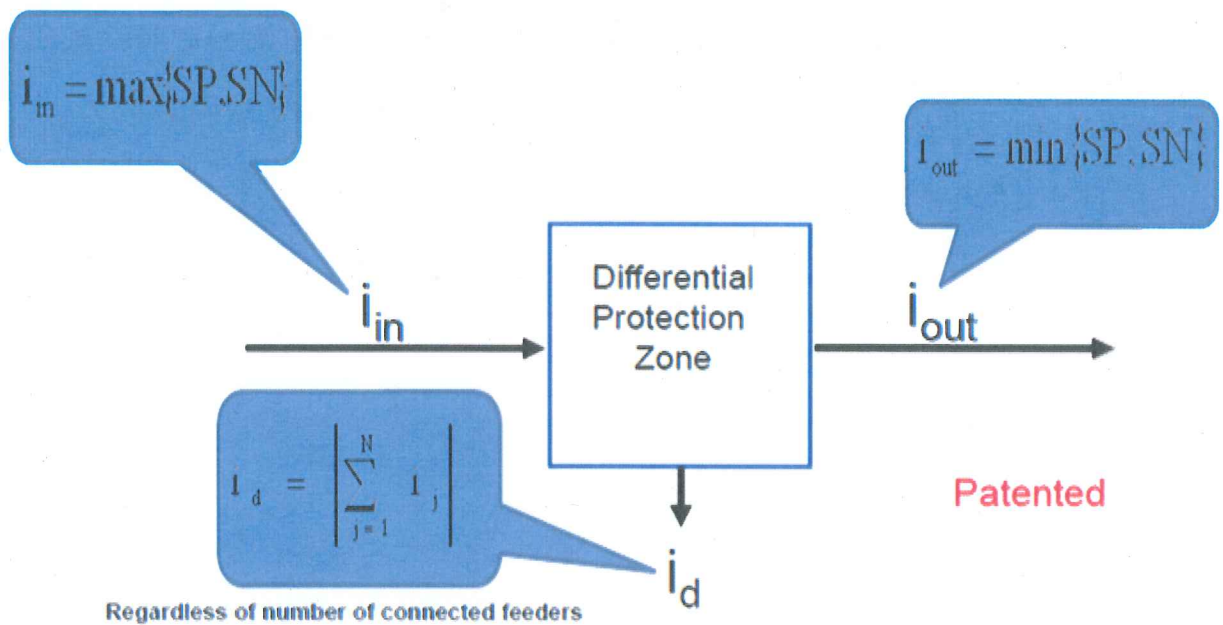 i_in = max{SP,SN}
i_out = min{SP,SN}
Differential
Protection
Zone
i_in
i_out
i_d = |∑_{j=1}^{N} i_j|
Patented
i_d
Regardless of number of connected feeders